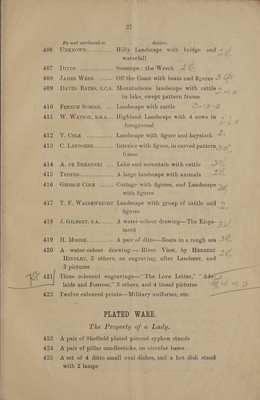 27
By and attributed to. Subject.
406 Unknown............ Hilly Landscape with bridge and
waterfall
407 Ditto ............... Seascape: the Wreck
408 James Webb ...... Off the Coast with boats and figures
409 David Bates, R.C.A. Mountainous landscape with cattle
in lake, swept pattern frame
410 French School ... Landscape with cattle
411 W. Watson, R.B.A... Highland Landscape with 4 cows in
foreground
412 V. Cole ............ Landscape with figure and haystack
413 C. Landseer......... Interior with figure, in carved pattern
frame
414 A. de Breanski ... Lake and mountain with cattle
415 Tysoon............... A large landscape with animals
416 George Cole ...... Cottage with figures, and Landscape
with figures
417 T. F. Wainewright Landscape with group of cattle and
figures
418 J. Gilbert, R.A....... A water-colour drawing—The Elope-
ment
419 H. Moore............ A pair of ditto—Boats in a rough sea
420 A water-colour drawing — River View, by Herbert
Hindley, 3 others, an engraving, after Landseer, and
3 pictures
421 Three coloured engravings—"The Love Letter," "Ade-
laide and Fonrose," 3 others, and 4 tissel pictures
422 Twelve coloured prints—Military uniforms, etc.
PLATED WARE.
The Property of a Lady.
423 A pair of Sheffield plated pierced syphon stands
424 A pair of pillar candlesticks, on circular bases
425 A set of 4 ditto small oval dishes, and a hot dish stand
with 2 lamps